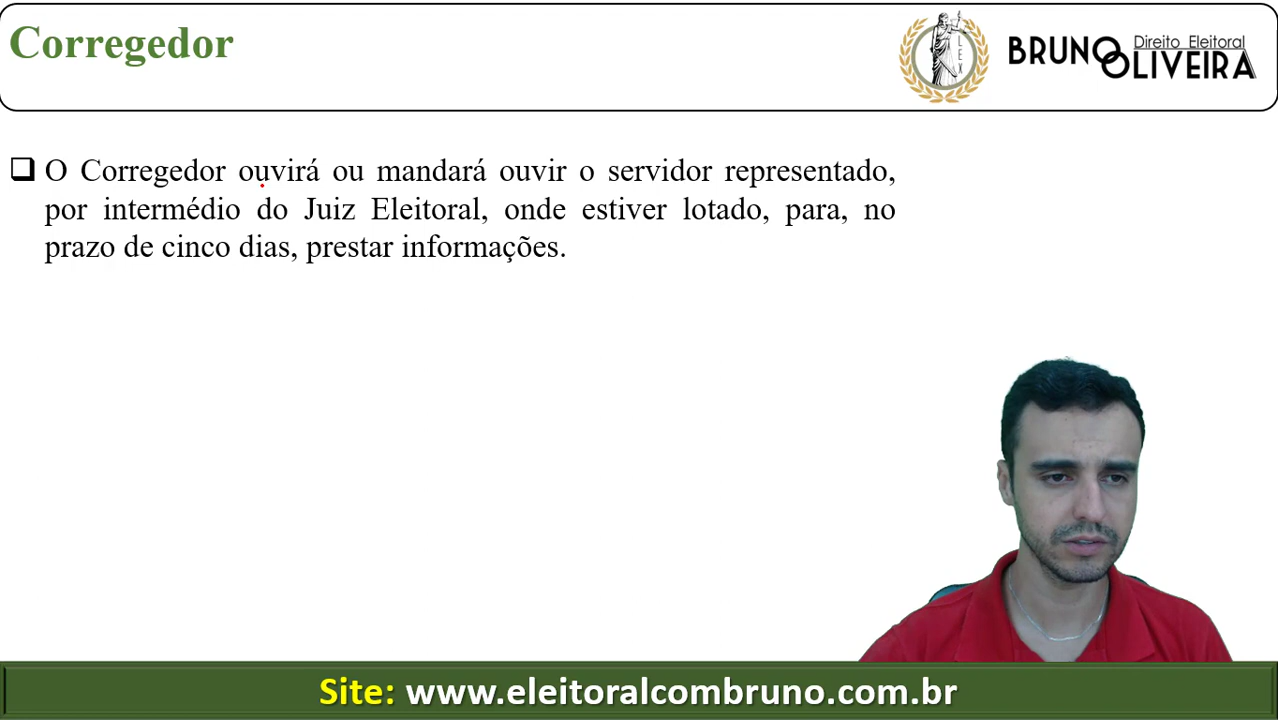 Corregedor
LEX
BRUNO Direito Eleitoral
OLIVEIRA
O Corregedor ouvirá ou mandará ouvir o servidor representado,
por intermédio do Juiz Eleitoral, onde estiver lotado, para, no
prazo de cinco dias, prestar informações.
Site: www.eleitoralcombruno.com.br